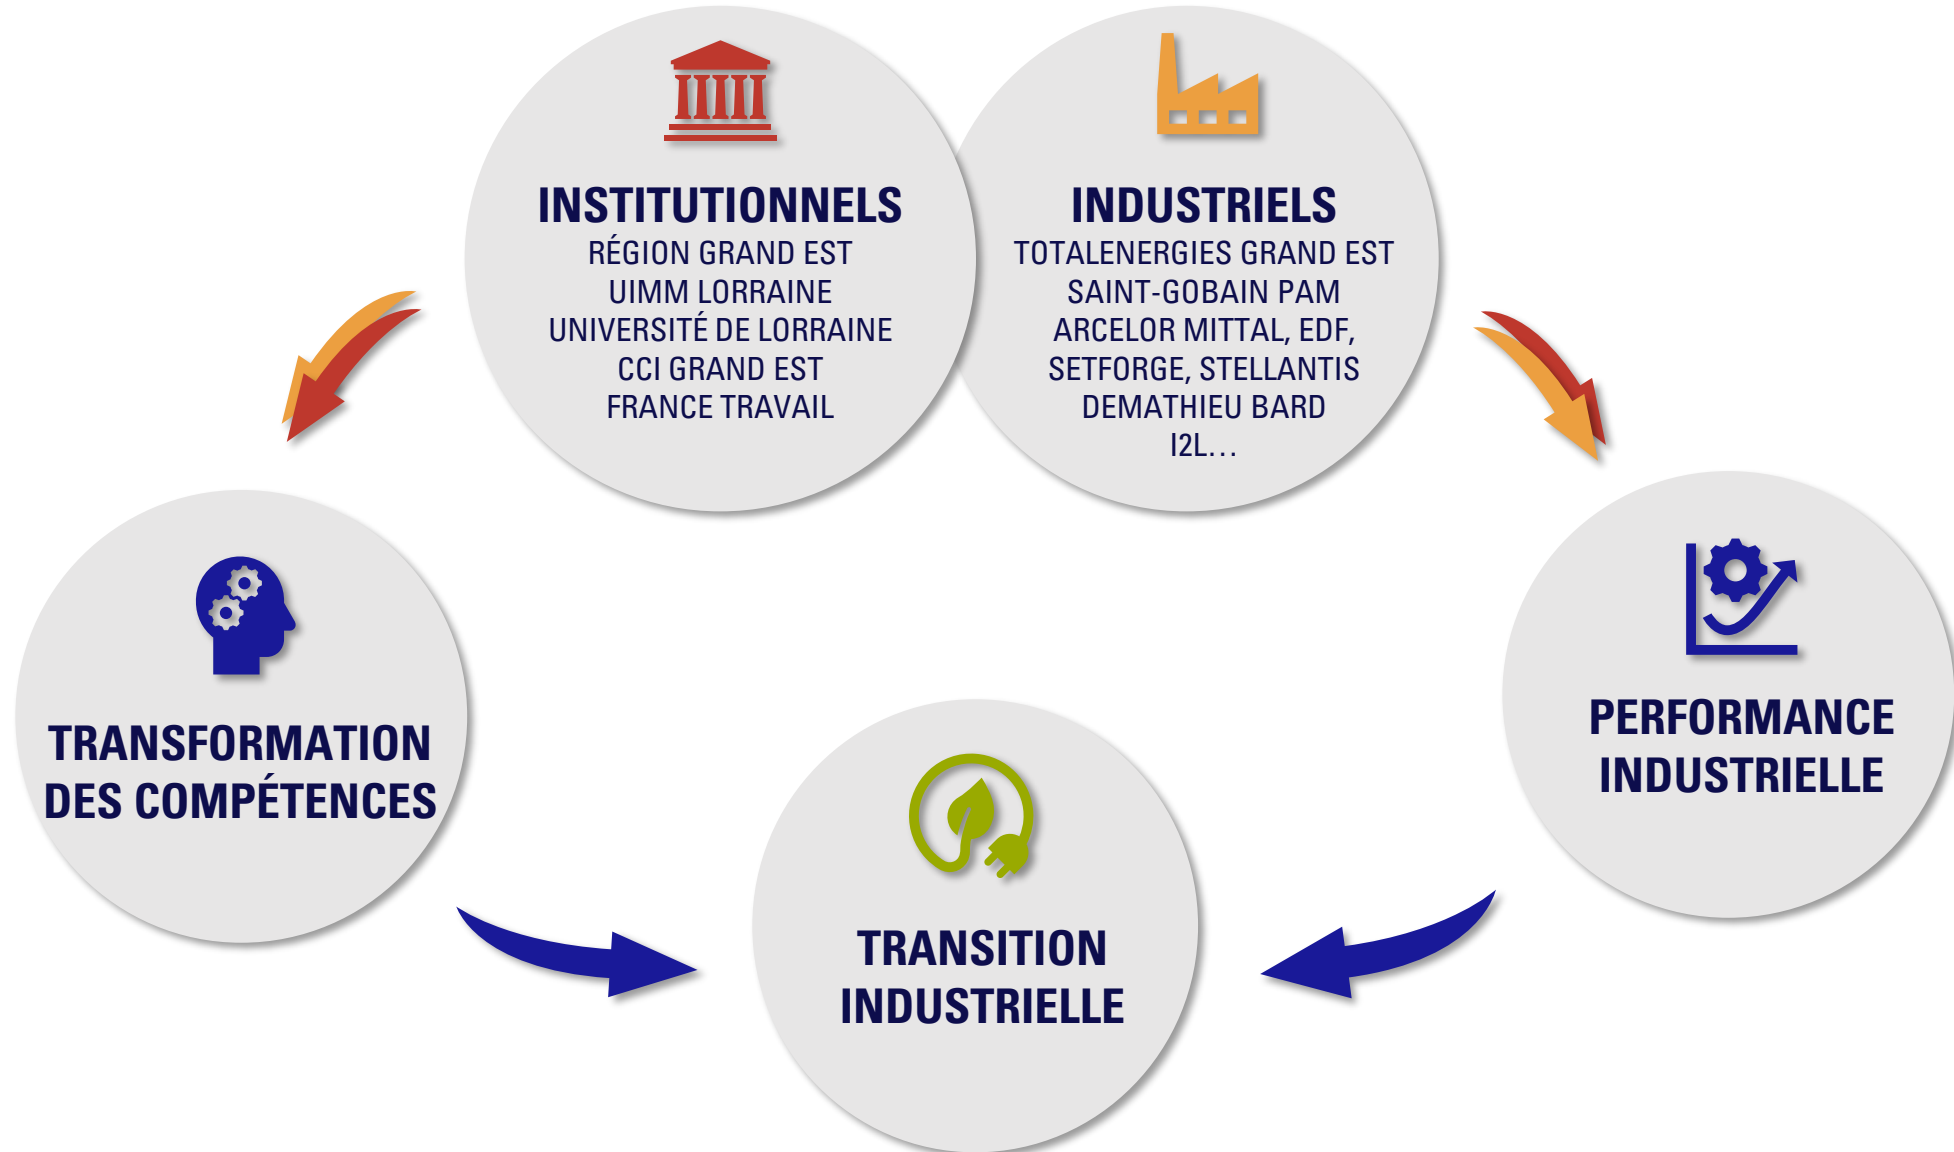 INSTITUTIONNELS
RÉGION GRAND EST
UIMM LORRAINE
UNIVERSITÉ DE LORRAINE
CCI GRAND EST
FRANCE TRAVAIL
INDUSTRIELS
TOTALENERGIES GRAND EST
SAINT-GOBAIN PAM
ARCELOR MITTAL, EDF,
SETFORGE, STELLANTIS
DEMATHIEU BARD
I2L...
TRANSFORMATION
DES COMPÉTENCES
PERFORMANCE
INDUSTRIELLE
TRANSITION
INDUSTRIELLE